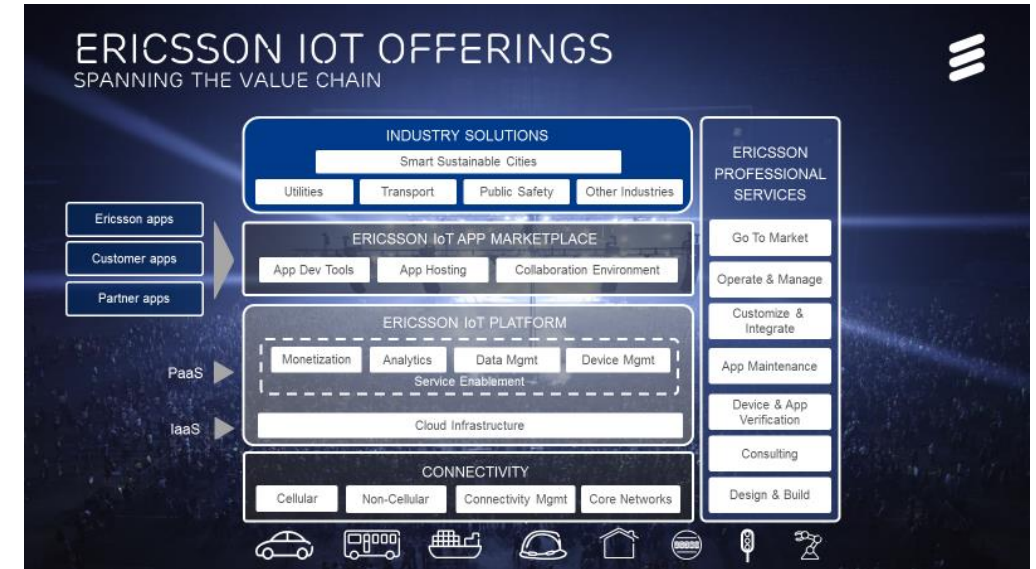 ERICSSON IOT OFFERINGS
SPANNING THE VALUE CHAIN
INDUSTRY SOLUTIONS
Smart Sustainable Cities
Utilities
Transport
Public Safety
Other Industries
Ericsson apps
Customer apps
Partner apps
ERICSSON IoT APP MARKETPLACE
App Dev Tools
App Hosting
Collaboration Environment
ERICSSON IoT PLATFORM
Monetization
Analytics
Data Mgmt
Device Mgmt
Service Enablement
PaaS
IaaS
Cloud Infrastructure
CONNECTIVITY
Cellular
Non-Cellular
Connectivity Mgmt
Core Networks
ERICSSON
PROFESSIONAL
SERVICES
Go To Market
Operate & Manage
Customize &
Integrate
App Maintenance
Device & App
Verification
Consulting
Design & Build